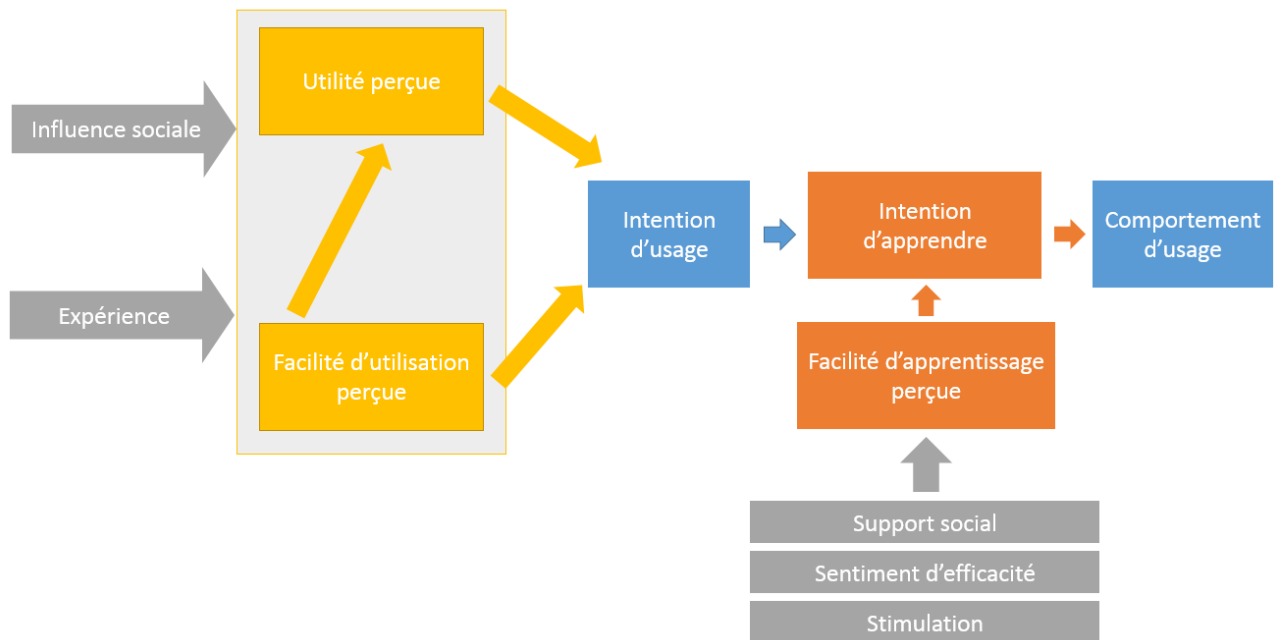 Utilité perçue
Influence sociale
Expérience
Facilité d'utilisation
perçue
Intention
d'usage
Intention
d'apprendre
Comportement
d'usage
Facilité d'apprentissage
perçue
Support social
Sentiment d'efficacité
Stimulation